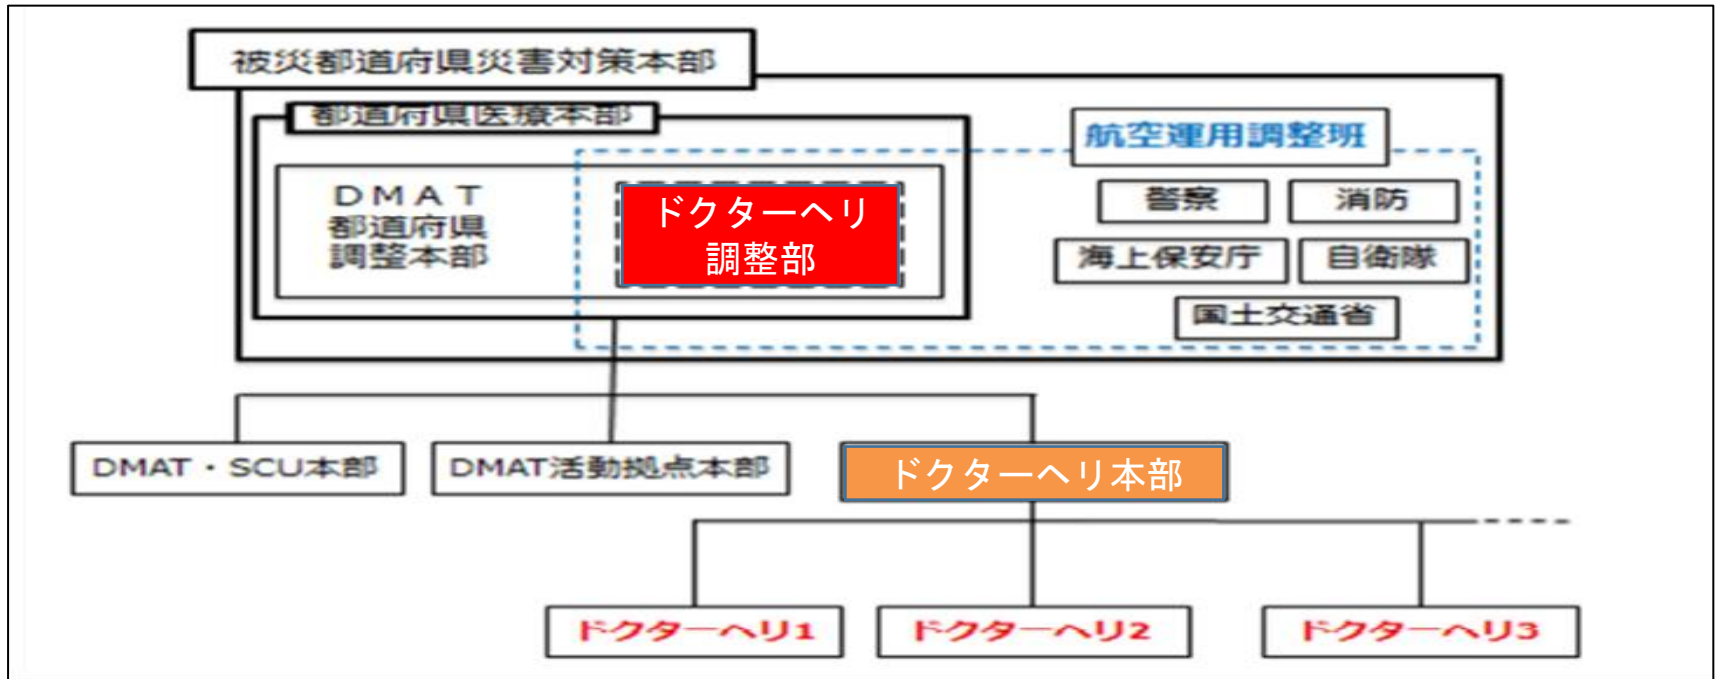 被災都道府県災害対策本部
都道府県医療本部
航空運用調整班
DMAT
都道府県
調整本部
ドクターヘリ
調整部
警察
消防
海上保安庁
自衛隊
国土交通省
DMAT・SCU本部
DMAT活動拠点本部
ドクターヘリ本部
ドクターヘリ1
ドクターヘリ2
ドクターヘリ3